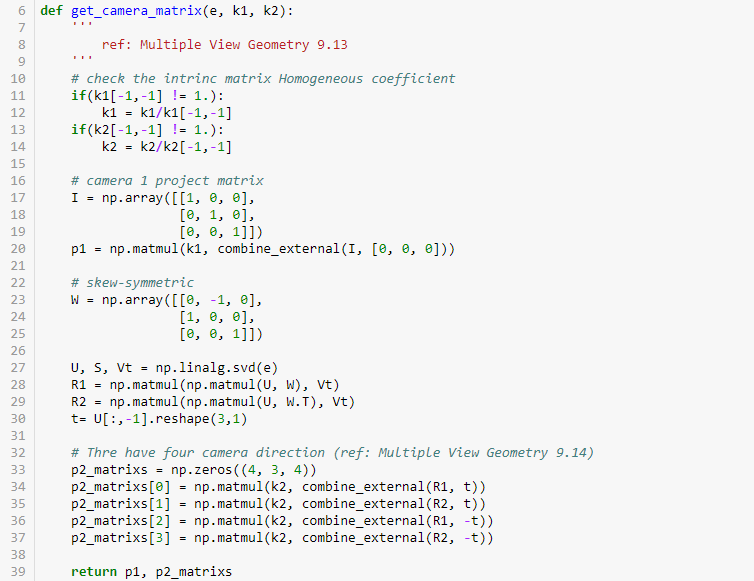 6 def get_camera_matrix(e, k1, k2):
7     '''
8         ref: Multiple View Geometry 9.13
9     '''
10     # check the intrinc matrix Homogeneous coefficient
11     if(k1[-1,-1] != 1.):
12         k1 = k1/k1[-1,-1]
13     if(k2[-1,-1] != 1.):
14         k2 = k2/k2[-1,-1]
15
16     # camera 1 project matrix
17     I = np.array([[1, 0, 0],
18                   [0, 1, 0],
19                   [0, 0, 1]])
20     p1 = np.matmul(k1, combine_external(I, [0, 0, 0]))
21
22     # skew-symmetric
23     W = np.array([[0, -1, 0],
24                   [1, 0, 0],
25                   [0, 0, 1]])
26
27     U, S, Vt = np.linalg.svd(e)
28     R1 = np.matmul(np.matmul(U, W), Vt)
29     R2 = np.matmul(np.matmul(U, W.T), Vt)
30     t= U[:,-1].reshape(3,1)
31
32     # Thre have four camera direction (ref: Multiple View Geometry 9.14)
33     p2_matrixs = np.zeros((4, 3, 4))
34     p2_matrixs[0] = np.matmul(k2, combine_external(R1, t))
35     p2_matrixs[1] = np.matmul(k2, combine_external(R2, t))
36     p2_matrixs[2] = np.matmul(k2, combine_external(R1, -t))
37     p2_matrixs[3] = np.matmul(k2, combine_external(R2, -t))
38
39     return p1, p2_matrixs